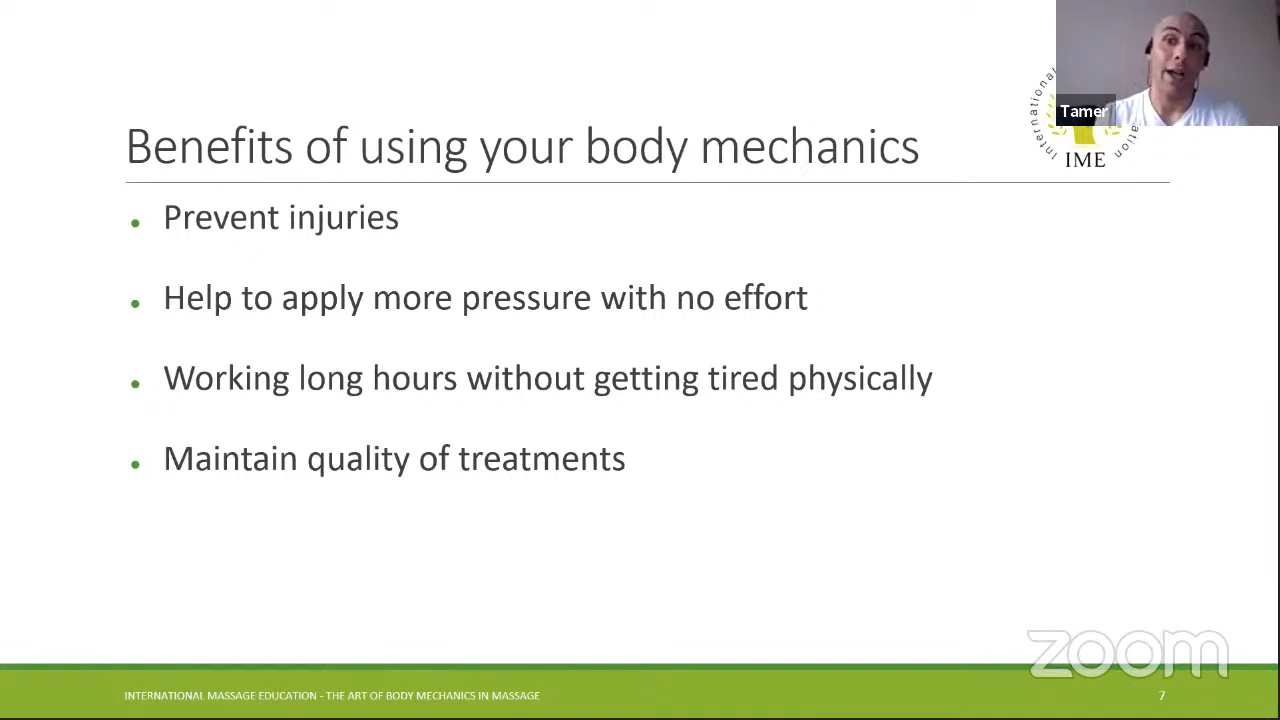 Benefits of using your body mechanics
Tamer
International
ation
IME
Prevent injuries
Help to apply more pressure with no effort
Working long hours without getting tired physically
Maintain quality of treatments
zoom
INTERNATIONAL MASSAGE EDUCATION - THE ART OF BODY MECHANICS IN MASSAGE
7